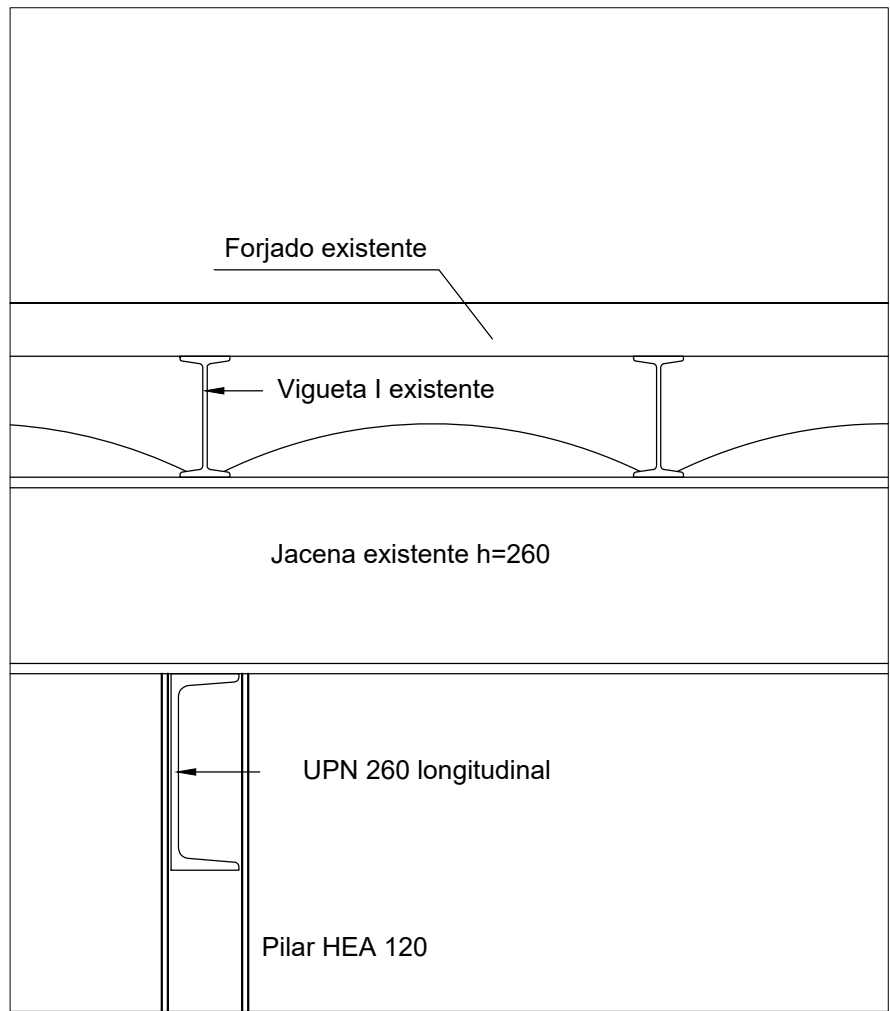 Forjado existente
Vigueta I existente
Jacena existente h=260
UPN 260 longitudinal
Pilar HEA 120